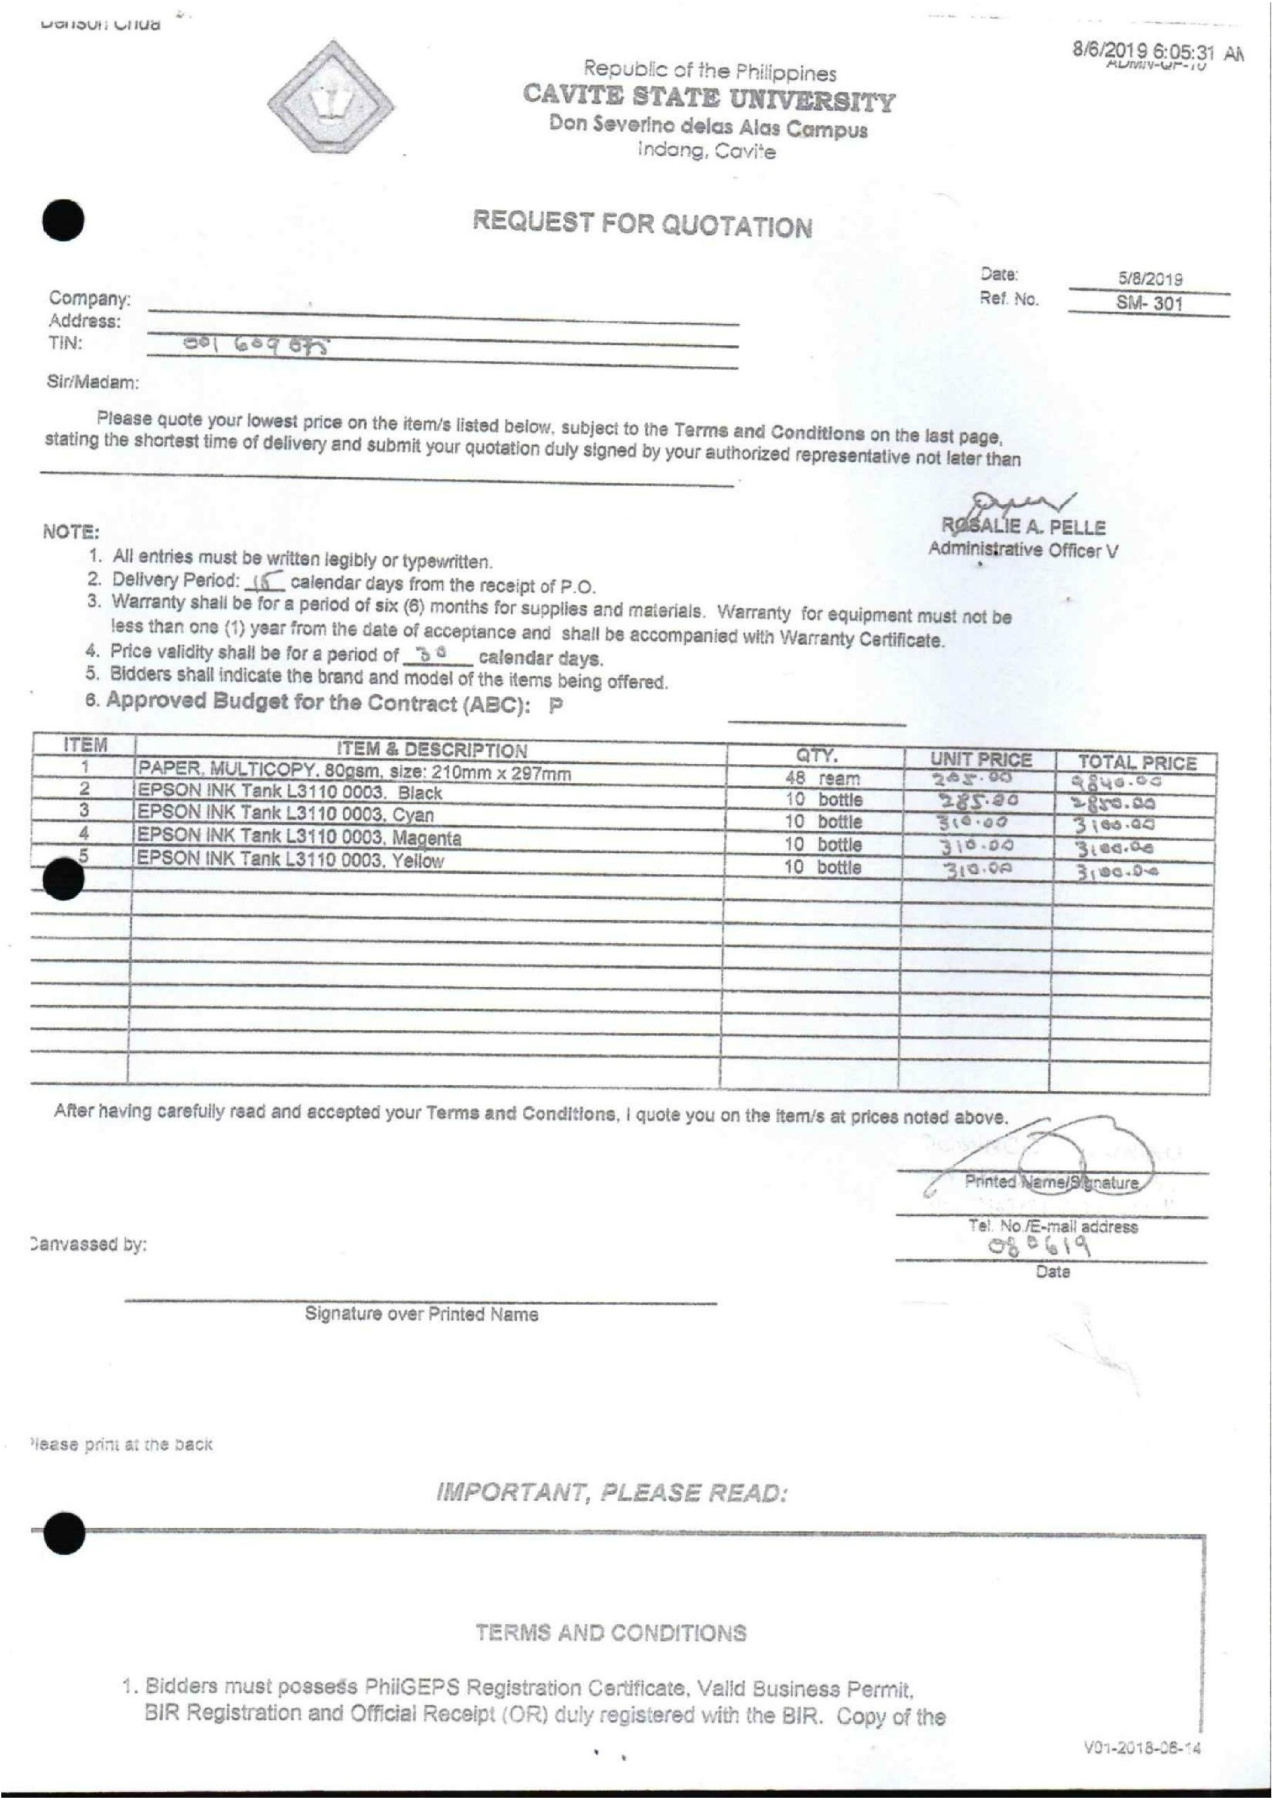 Denson Chua
8/6/2019 6:05:31 AM
ADMIN-QF-10
Republic of the Philippines
CAVITE STATE UNIVERSITY
Don Severino delas Alas Campus
Indang, Cavite
REQUEST FOR QUOTATION
Date: 5/8/2019
Ref. No. SM- 301
Company:
Address:
TIN: 001 609 075
Sir/Madam:
Please quote your lowest price on the item/s listed below, subject to the Terms and Conditions on the last page,
stating the shortest time of delivery and submit your quotation duly signed by your authorized representative not later than
ROSALIE A. PELLE
Administrative Officer V
NOTE:
1. All entries must be written legibly or typewritten.
2. Delivery Period: 15 calendar days from the receipt of P.O.
3. Warranty shall be for a period of six (6) months for supplies and materials. Warranty for equipment must not be
less than one (1) year from the date of acceptance and shall be accompanied with Warranty Certificate.
4. Price validity shall be for a period of 30 calendar days.
5. Bidders shall indicate the brand and model of the items being offered.
6. Approved Budget for the Contract (ABC): P
ITEM ITEM & DESCRIPTION QTY. UNIT PRICE TOTAL PRICE
1 PAPER, MULTICOPY, 80gsm, size: 210mm x 297mm 48 ream 205.00 9840.00
2 EPSON INK Tank L3110 0003, Black 10 bottle 285.00 2850.00
3 EPSON INK Tank L3110 0003, Cyan 10 bottle 310.00 3100.00
4 EPSON INK Tank L3110 0003, Magenta 10 bottle 310.00 3100.00
5 EPSON INK Tank L3110 0003, Yellow 10 bottle 310.00 3100.00
After having carefully read and accepted your Terms and Conditions, I quote you on the item/s at prices noted above.
Printed Name/Signature
Tel. No./E-mail address
080619
Date
Canvassed by:
Signature over Printed Name
Please print at the back
IMPORTANT, PLEASE READ:
TERMS AND CONDITIONS
1. Bidders must possess PhilGEPS Registration Certificate, Valid Business Permit,
BIR Registration and Official Receipt (OR) duly registered with the BIR. Copy of the
V01-2018-06-14